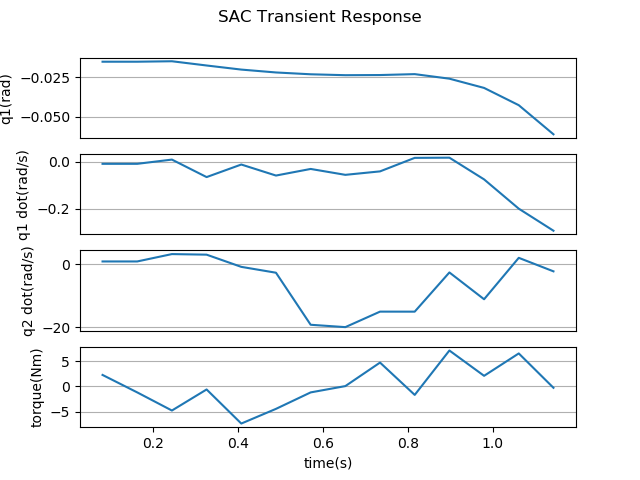 SAC Transient Response
q1(rad)
−0.025
−0.050
q1 dot(rad/s)
0.0
−0.2
q2 dot(rad/s)
0
−20
torque(Nm)
5
0
−5
0.2 0.4 0.6 0.8 1.0
time(s)